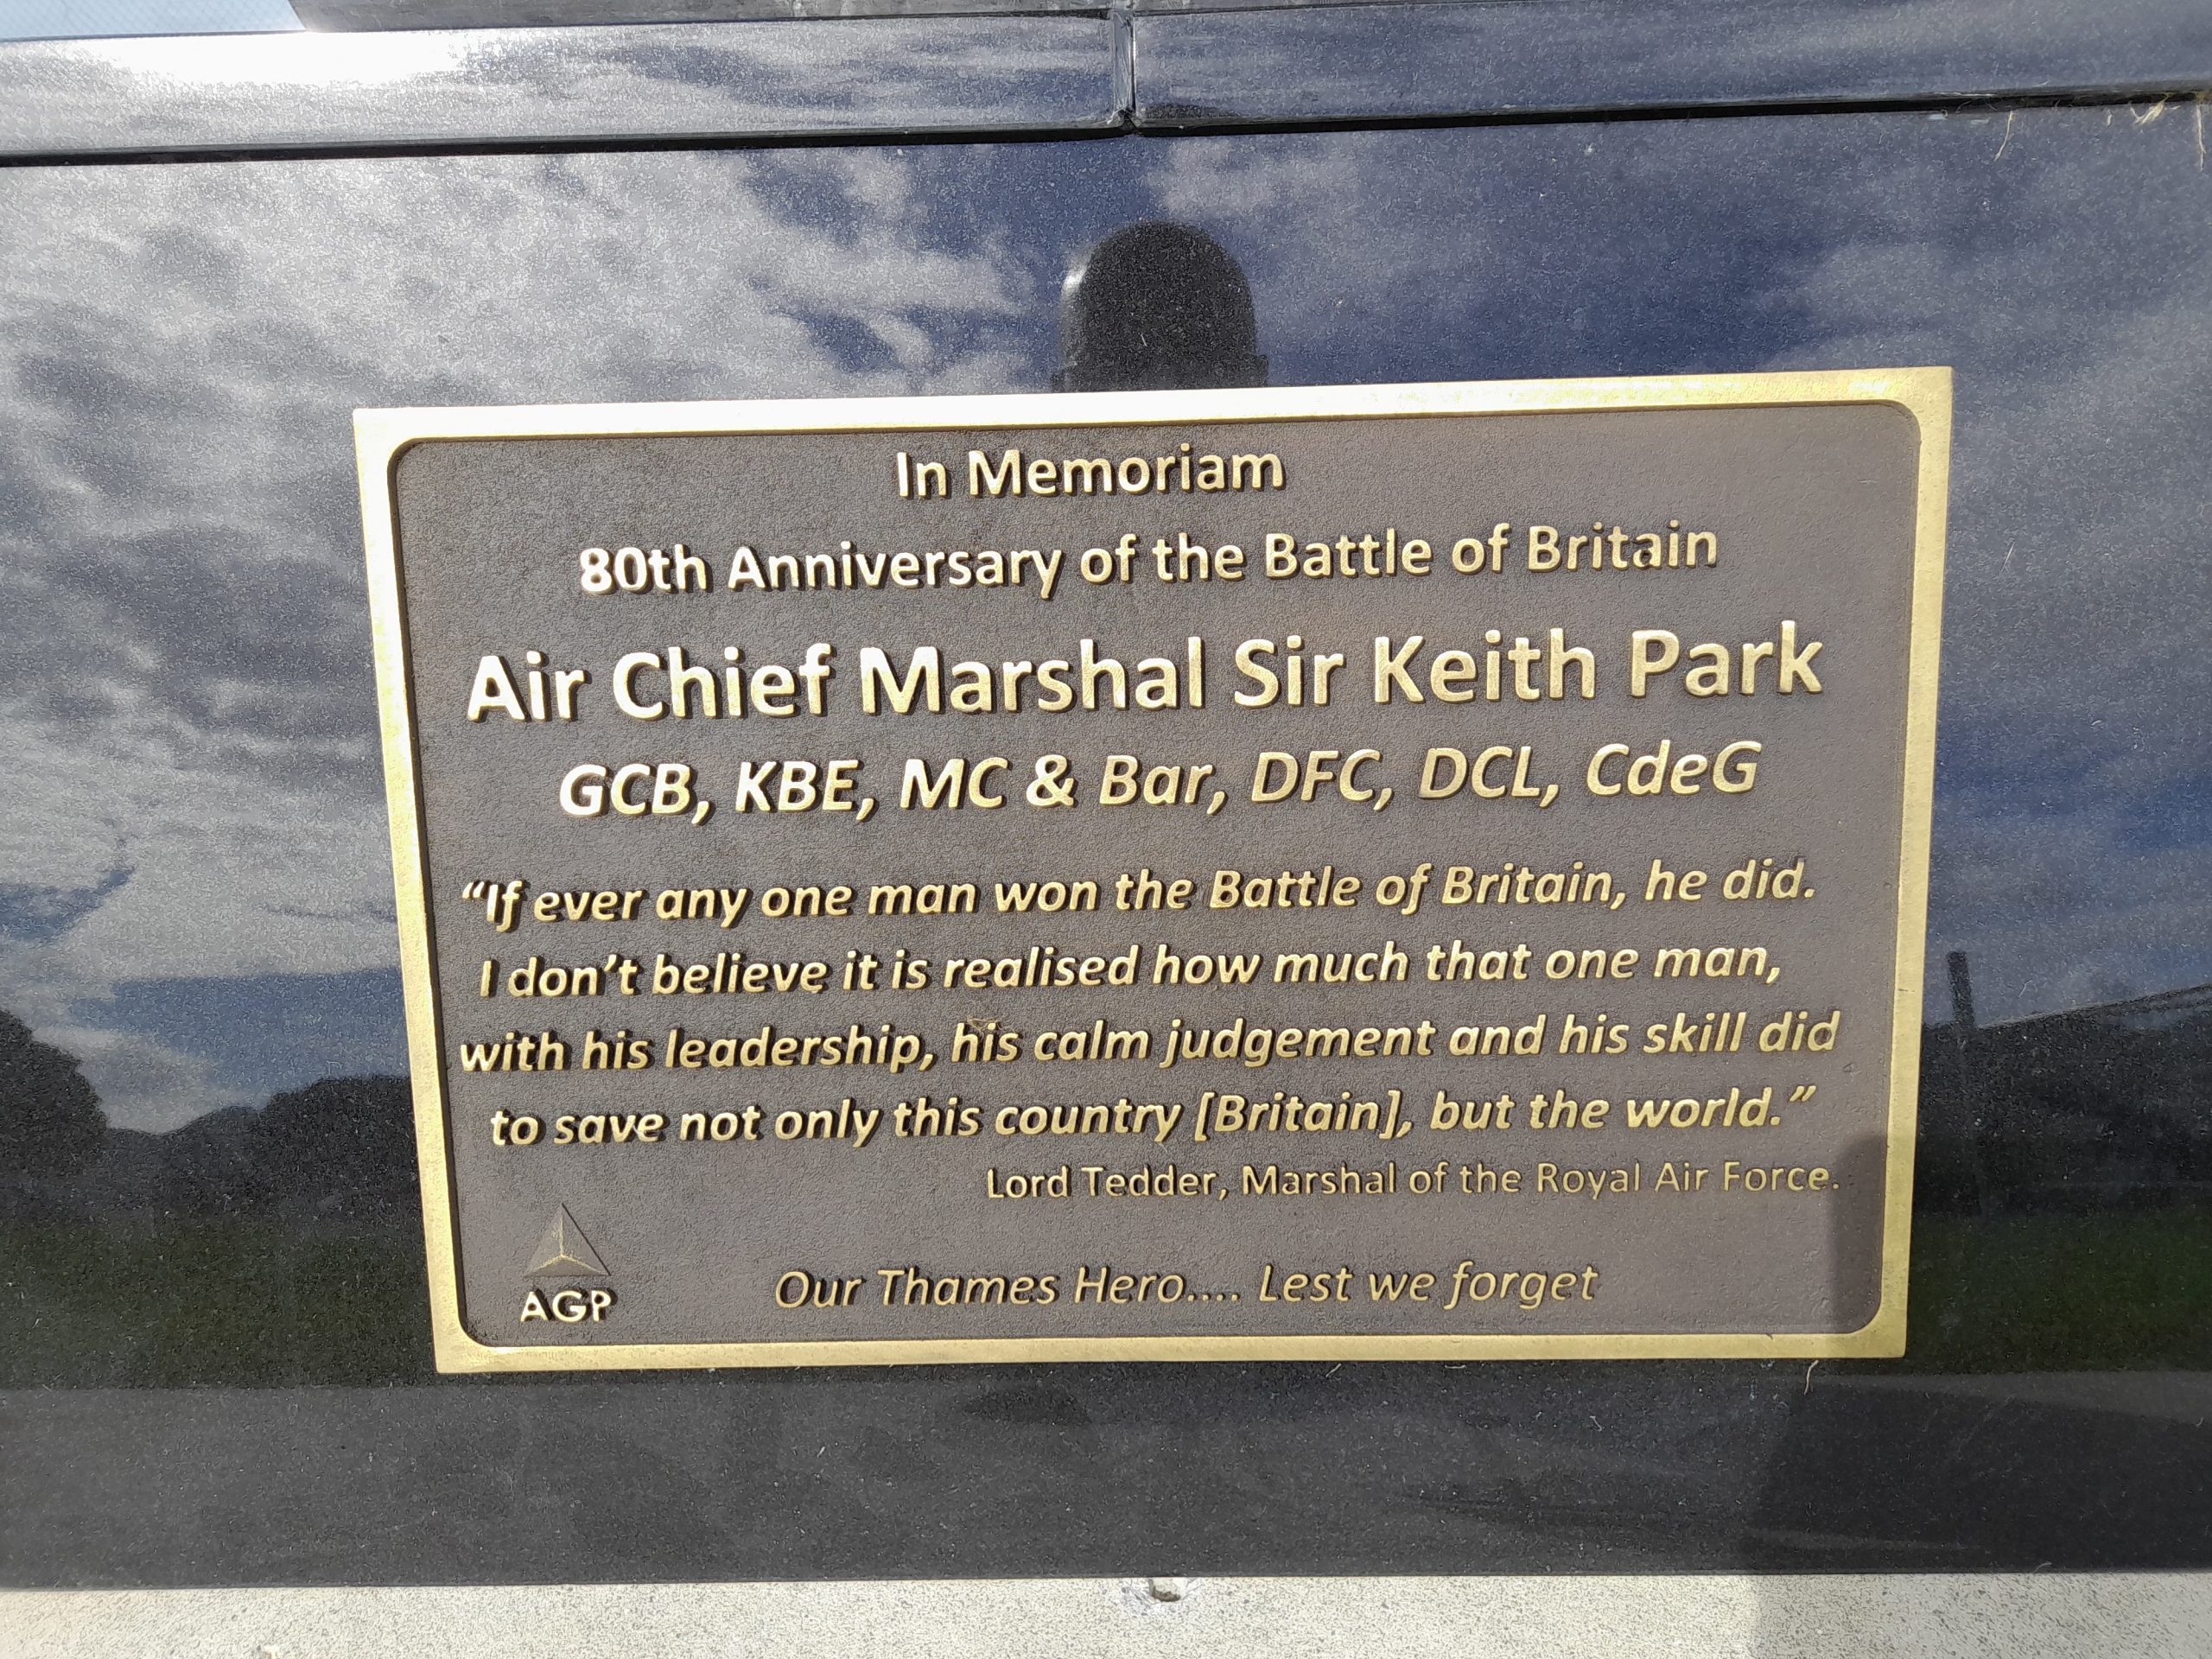 In Memoriam
80th Anniversary of the Battle of Britain
Air Chief Marshal Sir Keith Park
GCB, KBE, MC & Bar, DFC, DCL, CdeG
“If ever any one man won the Battle of Britain, he did.
I don’t believe it is realised how much that one man,
with his leadership, his calm judgement and his skill did
to save not only this country [Britain], but the world.”
Lord Tedder, Marshal of the Royal Air Force.
AGP
Our Thames Hero.... Lest we forget